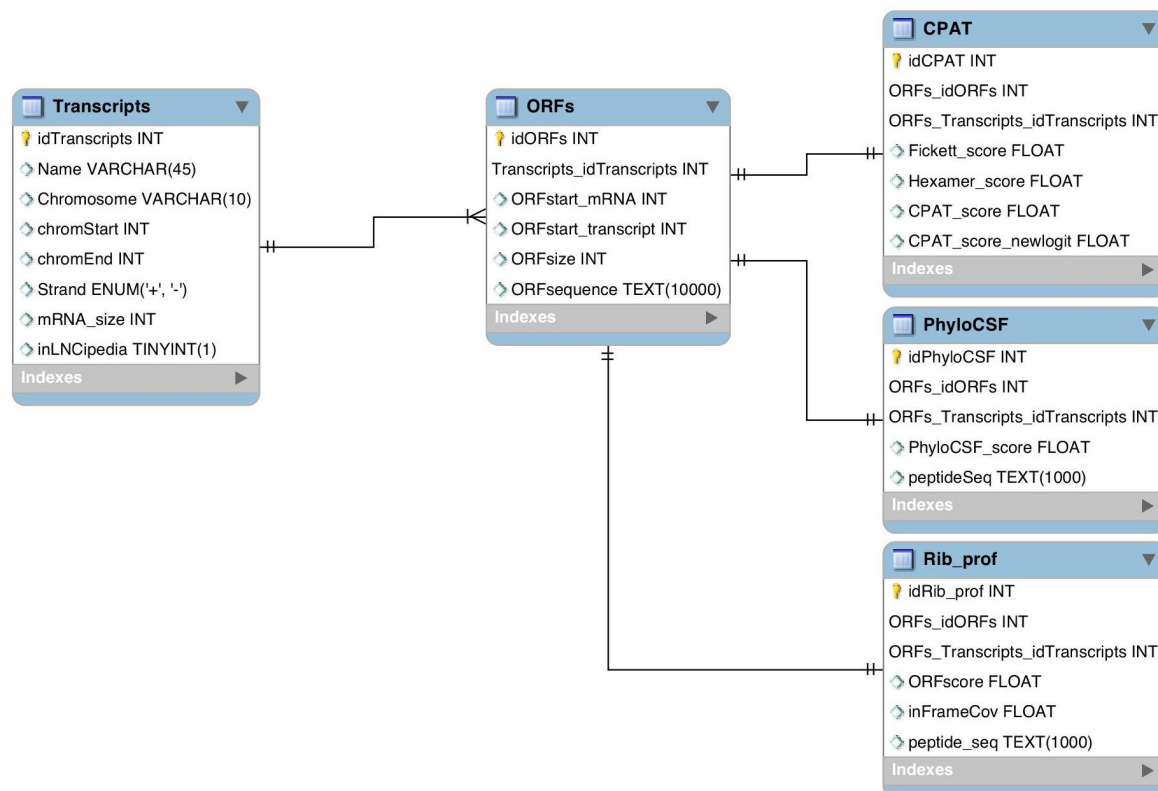 Transcripts
idTranscripts INT
Name VARCHAR(45)
Chromosome VARCHAR(10)
chromStart INT
chromEnd INT
Strand ENUM('+', '-')
mRNA_size INT
inLNCipedia TINYINT(1)
Indexes
ORFs
idORFs INT
Transcripts_idTranscripts INT
ORFstart_mRNA INT
ORFstart_transcript INT
ORFsize INT
ORFsequence TEXT(10000)
Indexes
CPAT
idCPAT INT
ORFs_idORFs INT
ORFs_Transcripts_idTranscripts INT
Fickett_score FLOAT
Hexamer_score FLOAT
CPAT_score FLOAT
CPAT_score_newlogit FLOAT
Indexes
PhyloCSF
idPhyloCSF INT
ORFs_idORFs INT
ORFs_Transcripts_idTranscripts INT
PhyloCSF_score FLOAT
peptideSeq TEXT(1000)
Indexes
Rib_prof
idRib_prof INT
ORFs_idORFs INT
ORFs_Transcripts_idTranscripts INT
ORFscore FLOAT
inFrameCov FLOAT
peptide_seq TEXT(1000)
Indexes